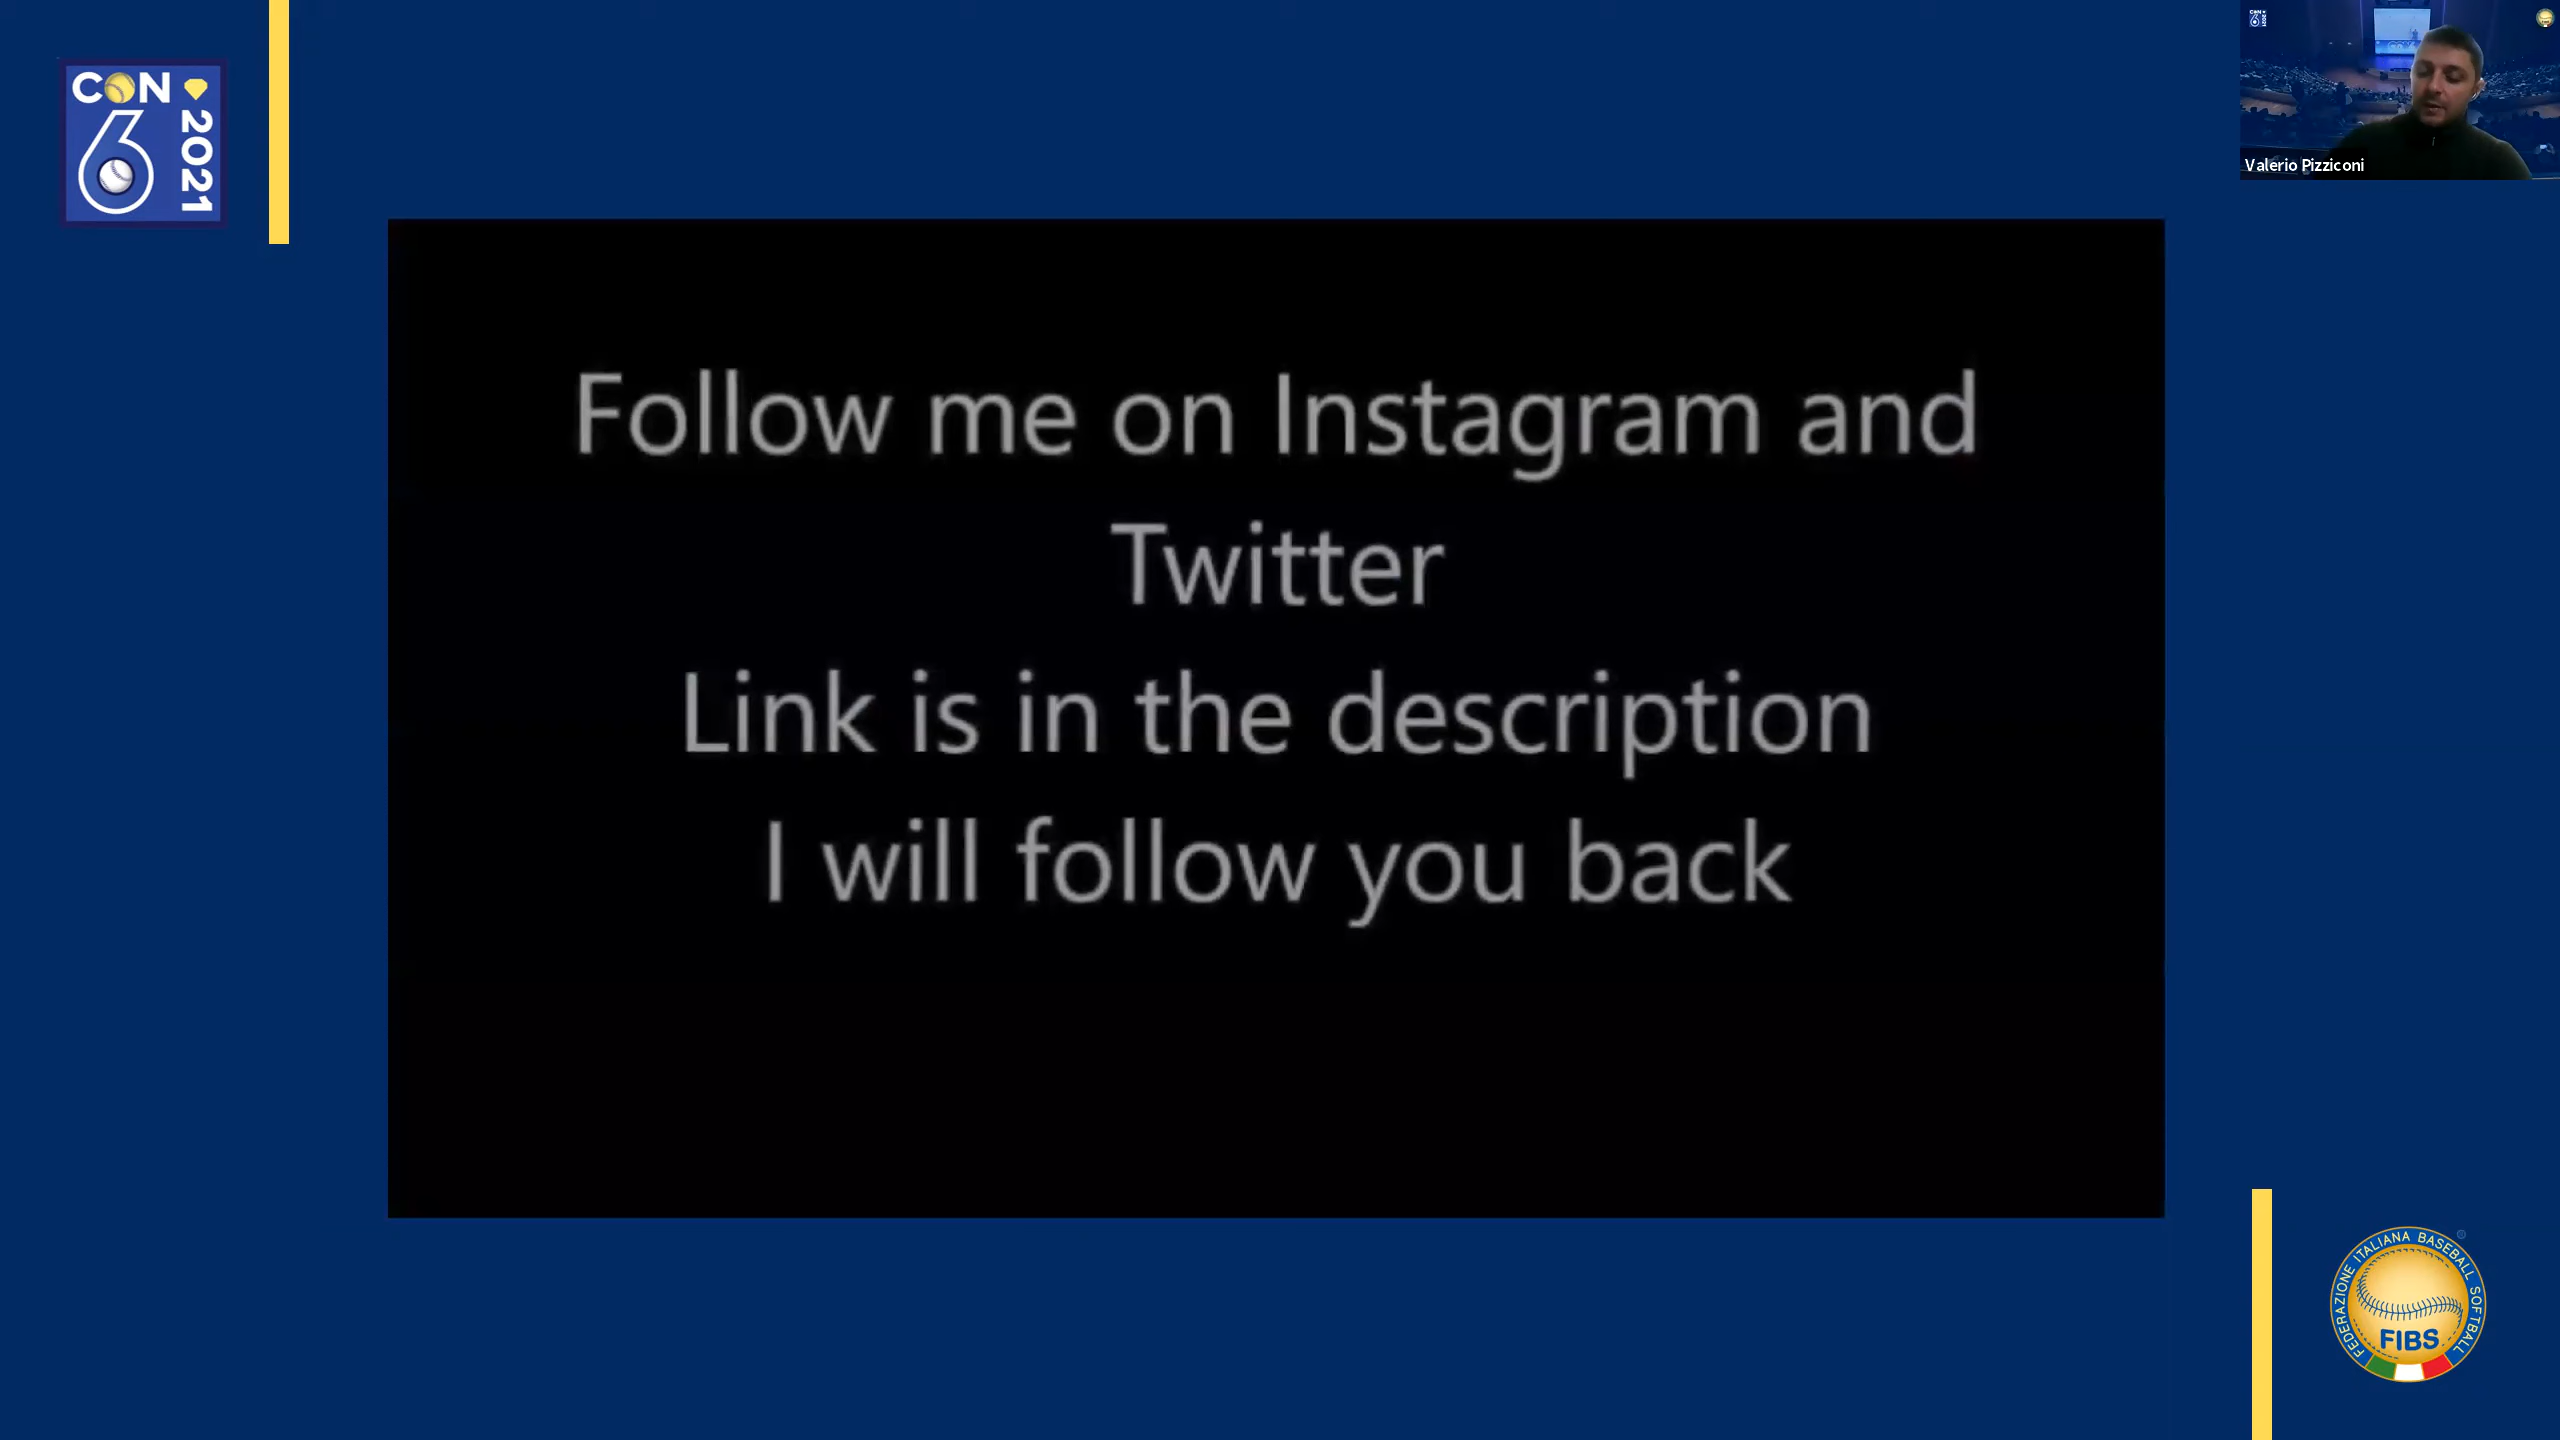 CON
6
2021
Valerio Pizziconi
Follow me on Instagram and
Twitter
Link is in the description
I will follow you back
FEDERAZIONE ITALIANA BASEBALL SOFTBALL
FIBS